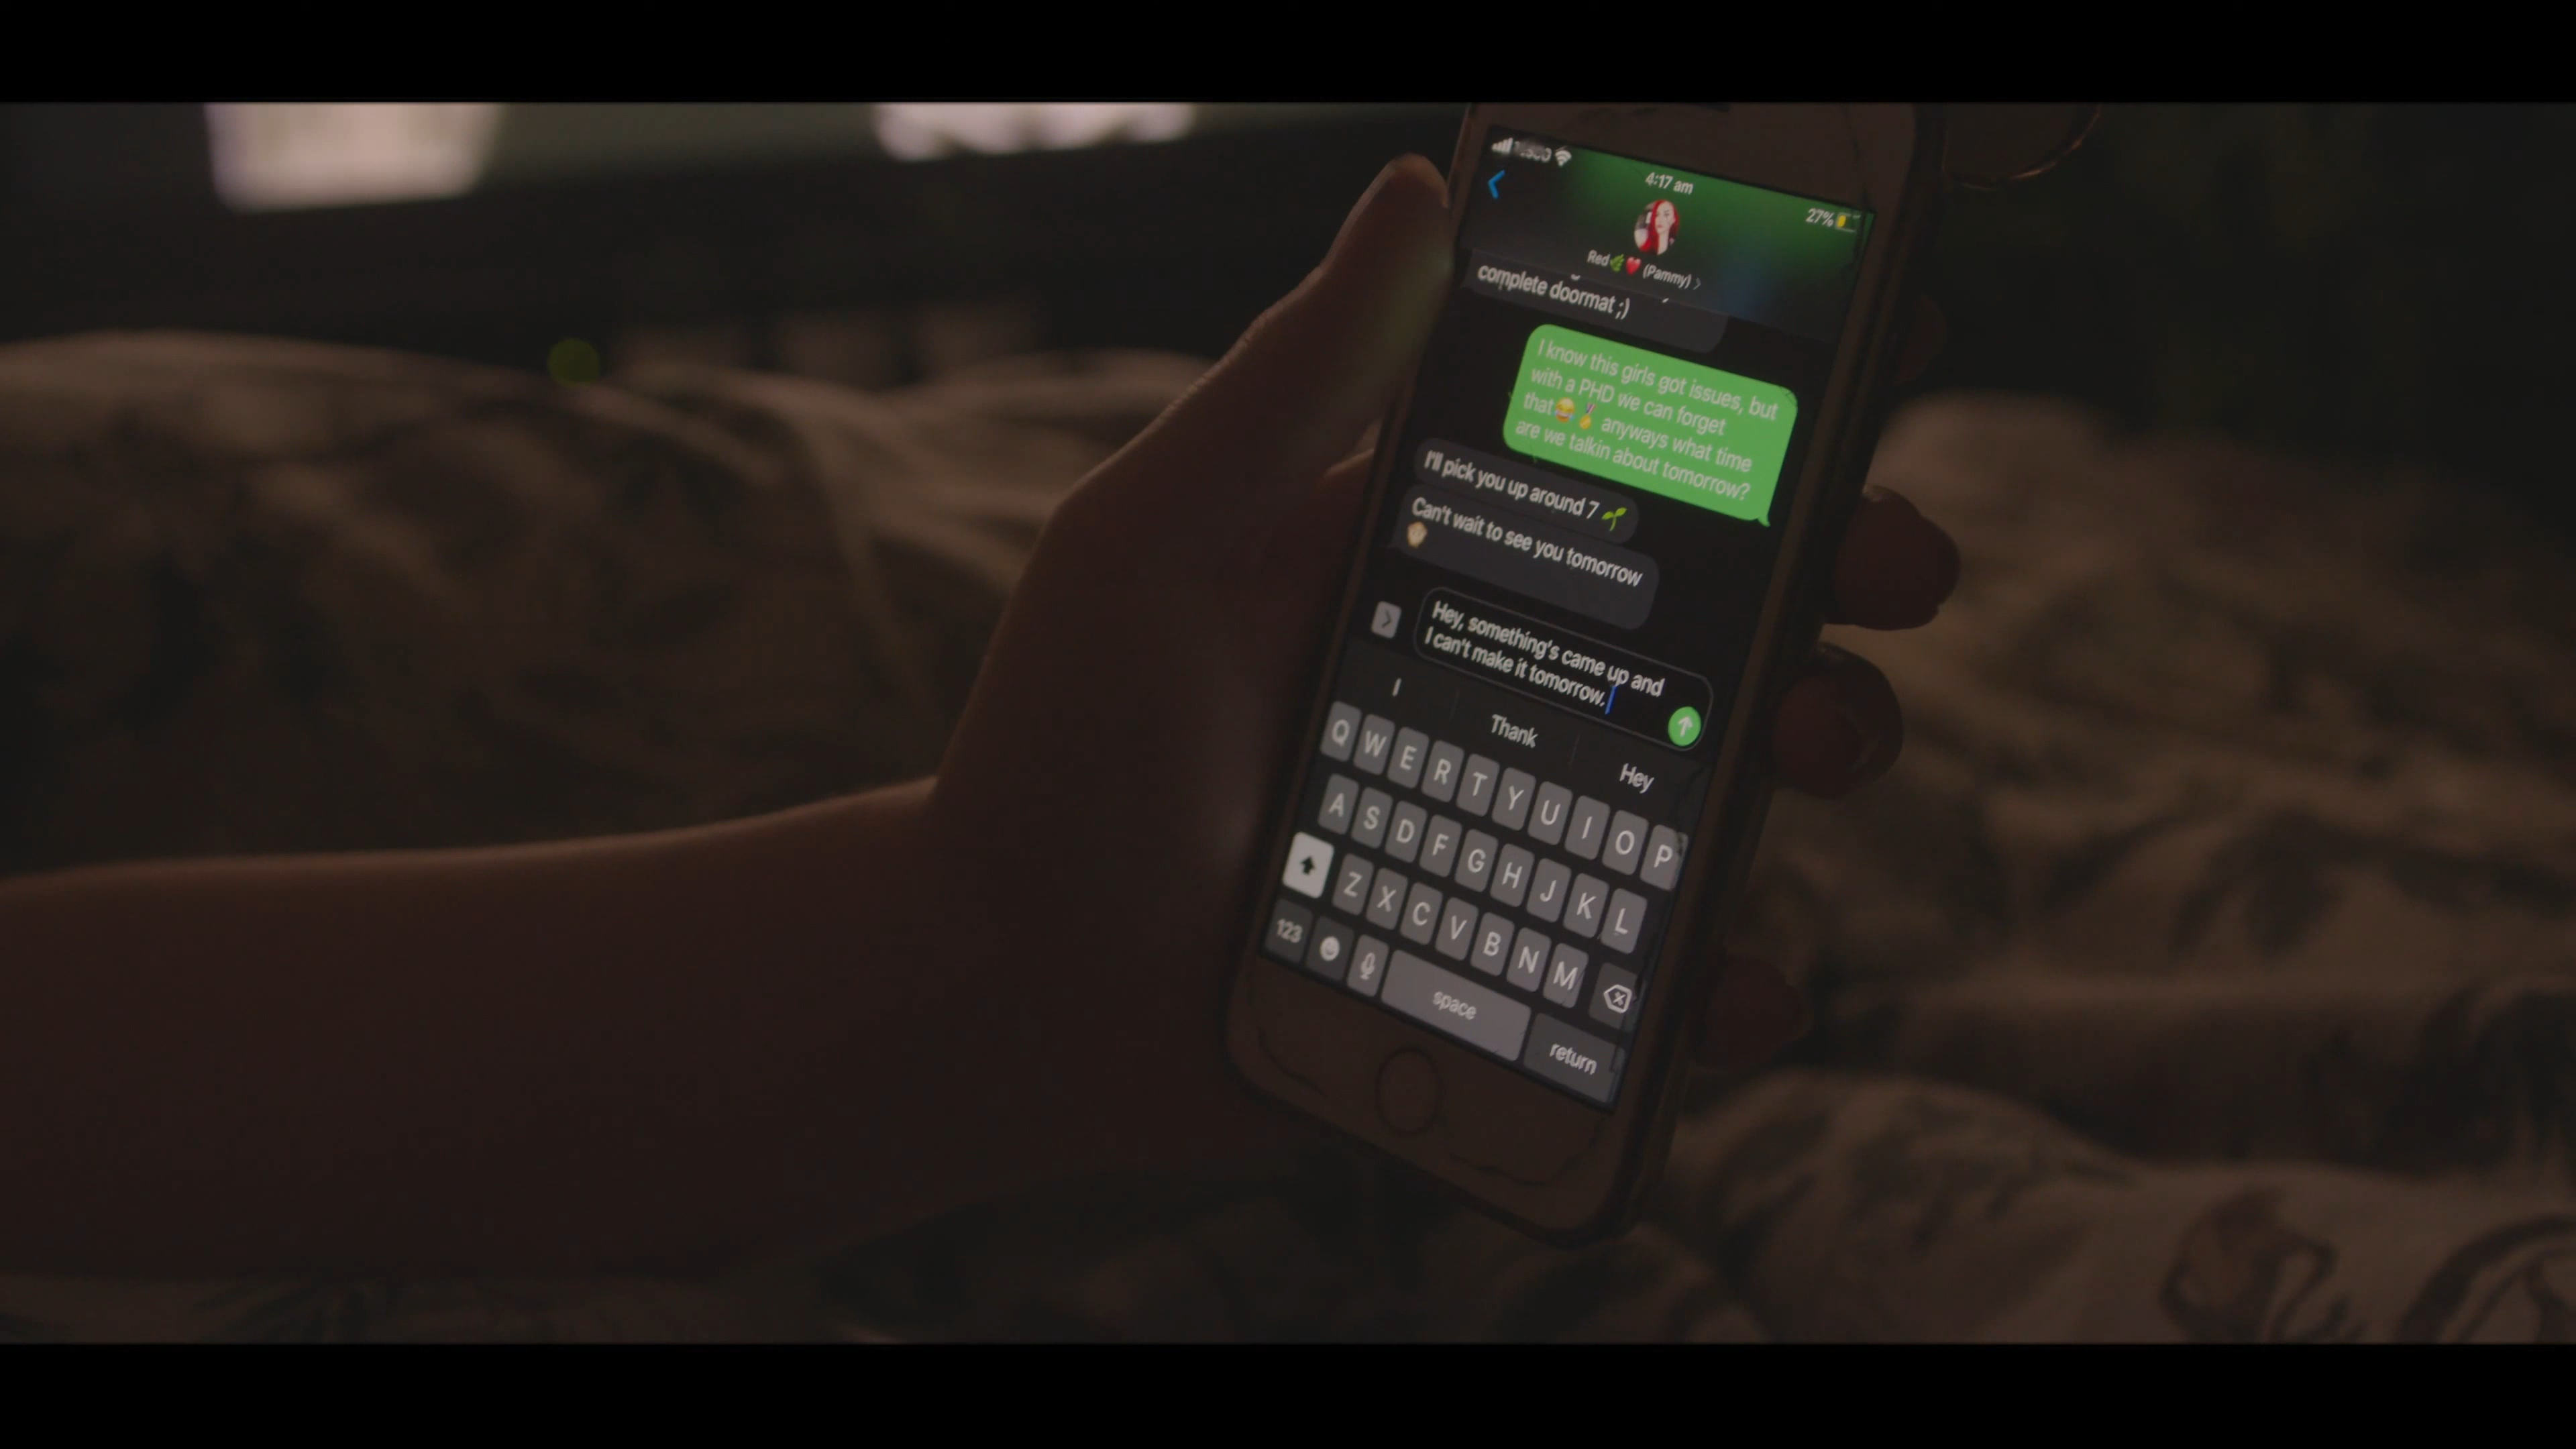 4:17 am
27%
Red🌿❤️ (Pammy) >
complete doormat ;)
I know this girls got issues, but
with a PHD we can forget
that😂🏅 anyways what time
are we talkin about tomorrow?
I'll pick you up around 7 🌱
Can't wait to see you tomorrow
Hey, something's came up and
I can't make it tomorrow.
I Thank Hey
Q W E R T Y U I O P
A S D F G H J K L
Z X C V B N M
123 space return